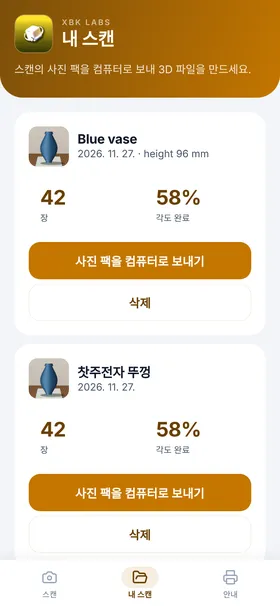 XBK LABS
내 스캔
스캔의 사진 팩을 컴퓨터로 보내 3D 파일을 만드세요.
Blue vase
2026. 11. 27. · height 96 mm
42
58%
장
각도 완료
사진 팩을 컴퓨터로 보내기
삭제
찻주전자 뚜껑
2026. 11. 27.
42
58%
장
각도 완료
사진 팩을 컴퓨터로 보내기
삭제
스캔
내 스캔
안내